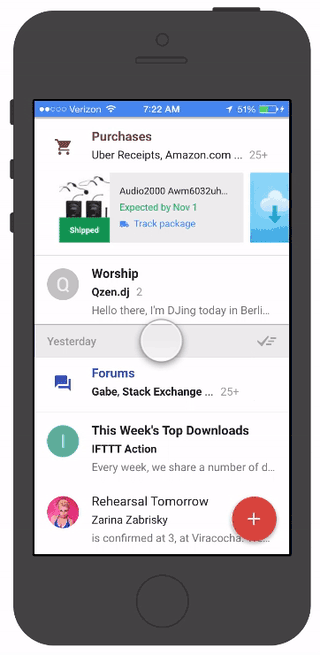 Verizon 7:22 AM 51%
Purchases
Uber Receipts, Amazon.com ... 25+
Audio2000 Awm6032uh...
Expected by Nov 1
Shipped
Track package
Q
Worship
Qzen.dj 2
Hello there, I'm DJing today in Berli...
Yesterday
Forums
Gabe, Stack Exchange ... 25+
I
This Week's Top Downloads
IFTTT Action
Every week, we share a number of d...
Rehearsal Tomorrow
Zarina Zabrisky
is confirmed at 3, at Viracocha.